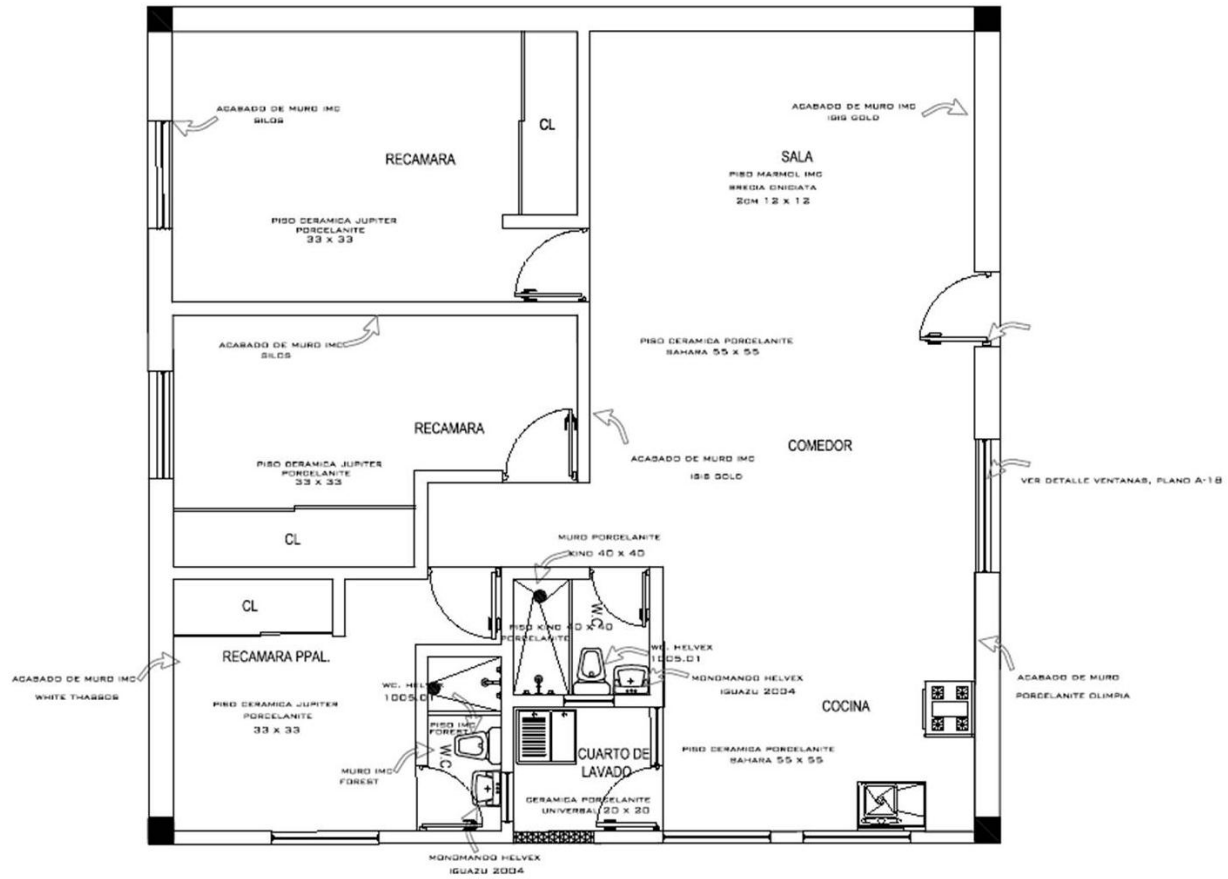 ACABADO DE MURO IMC
SILOS
CL
RECAMARA
PISO CERAMICA JUPITER
PORCELANITE
33 x 33
ACABADO DE MURO IMC
ISIS GOLD
SALA
PISO MARMOL IMC
BRECIA ONICIATA
2CM 12 x 12
ACABADO DE MURO IMC
SILOS
PISO CERAMICA PORCELANITE
SAHARA 55 x 55
RECAMARA
COMEDOR
PISO CERAMICA JUPITER
PORCELANITE
33 x 33
ACABADO DE MURO IMC
ISIS GOLD
VER DETALLE VENTANAS, PLANO A-18
CL
MURO PORCELANITE
KINO 40 x 40
CL
W.C
PISO KINO 40 x 40
PORCELANITE
RECAMARA PPAL.
WC. HELVEX
1005.01
ACABADO DE MURO IMC
WHITE THASSOS
MONOMANDO HELVEX
IGUAZU 2004
ACABADO DE MURO
PORCELANITE OLIMPIA
WC. HELVEX
1005.01
PISO CERAMICA JUPITER
PORCELANITE
33 x 33
COCINA
PISO IMC
FOREST
W.C
CUARTO DE
LAVADO
PISO CERAMICA PORCELANITE
SAHARA 55 x 55
MURO IMC
FOREST
CERAMICA PORCELANITE
UNIVERSAL 20 x 20
MONOMANDO HELVEX
IGUAZU 2004